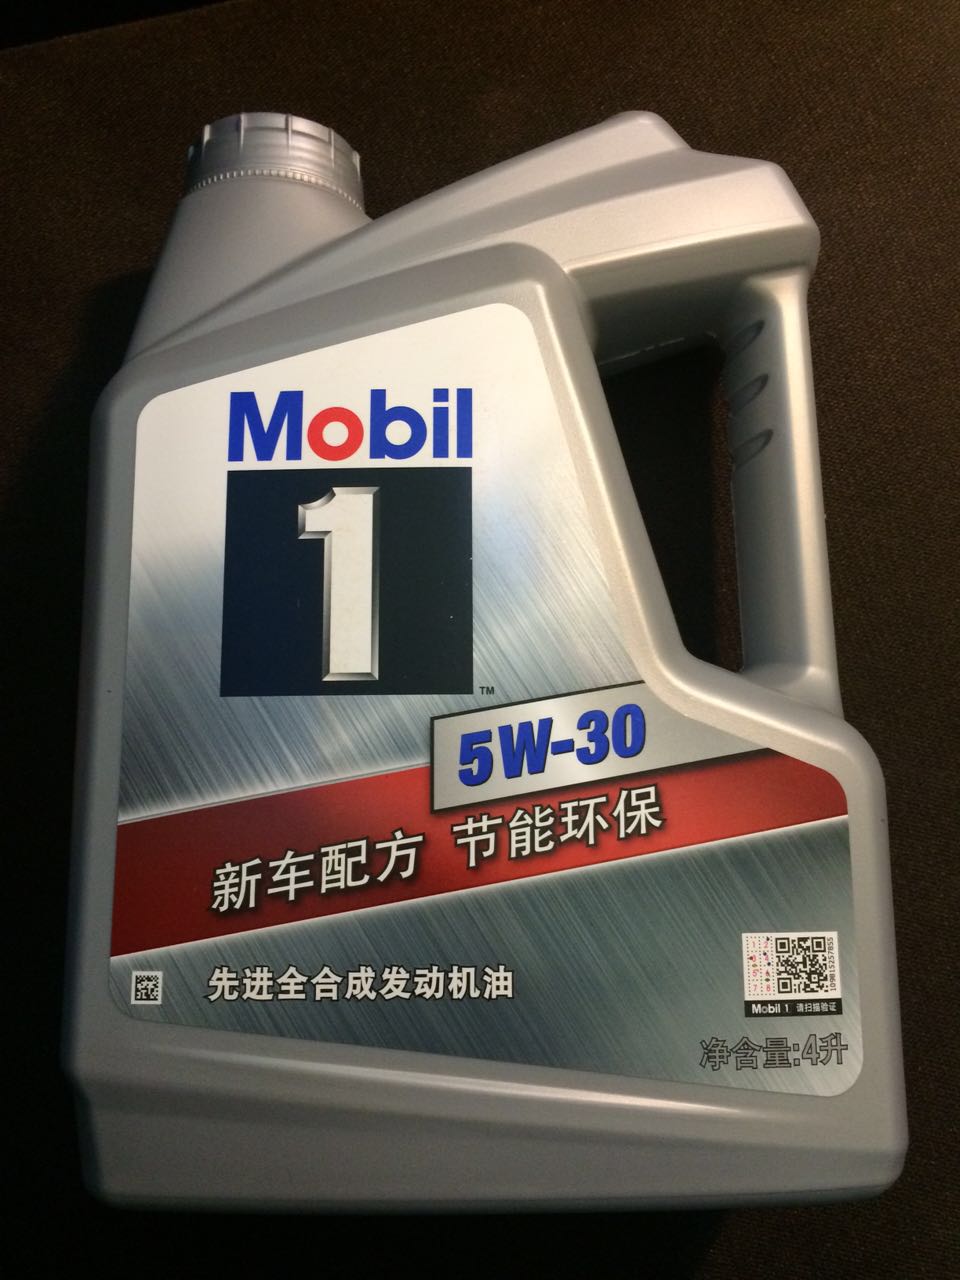 Mobil
1
TM
5W-30
新车配方 节能环保
先进全合成发动机油
109815257855
Mobil 1 请扫描验证
净含量:4升